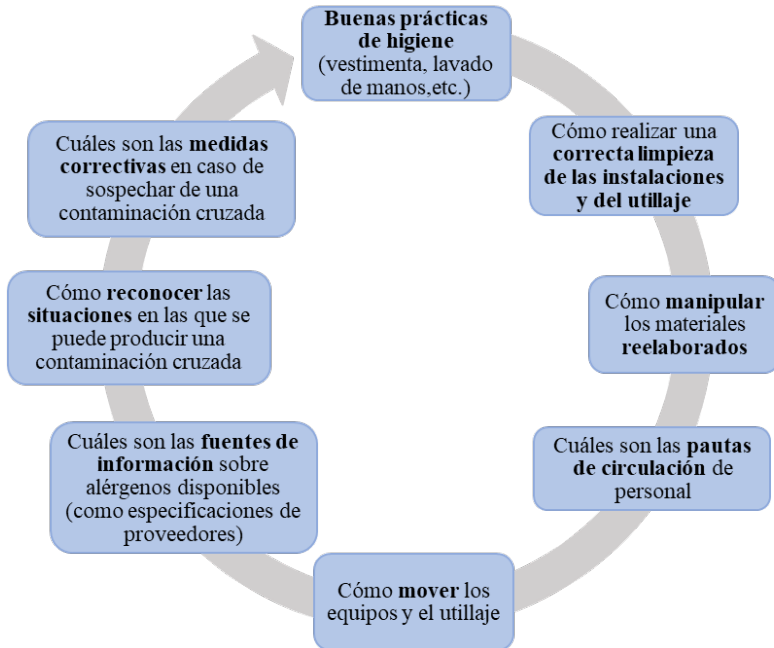 Buenas prácticas
de higiene
(vestimenta, lavado
de manos,etc.)
Cómo realizar una
correcta limpieza
de las instalaciones
y del utillaje
Cómo manipular
los materiales
reelaborados
Cuáles son las pautas
de circulación de
personal
Cómo mover los
equipos y el utillaje
Cuáles son las fuentes de
información sobre
alérgenos disponibles
(como especificaciones de
proveedores)
Cómo reconocer las
situaciones en las que se
puede producir una
contaminación cruzada
Cuáles son las medidas
correctivas en caso de
sospechar de una
contaminación cruzada